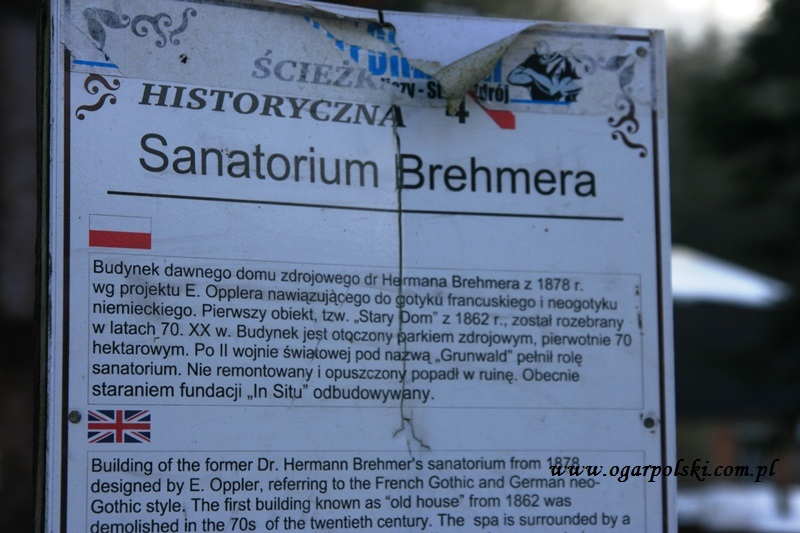 ŚCIEŻK
zdrój
HISTORYCZNA 4
Sanatorium Brehmera
Budynek dawnego domu zdrojowego dr Hermana Brehmera z 1878 r.
wg projektu E. Opplera nawiązującego do gotyku francuskiego i neogotyku
niemieckiego. Pierwszy obiekt, tzw. „Stary Dom” z 1862 r., został rozebrany
w latach 70. XX w. Budynek jest otoczony parkiem zdrojowym, pierwotnie 70
hektarowym. Po II wojnie światowej pod nazwą „Grunwald” pełnił rolę
sanatorium. Nie remontowany i opuszczony popadł w ruinę. Obecnie
staraniem fundacji „In Situ” odbudowywany.
Building of the former Dr. Hermann Brehmer's sanatorium from 1878
www.ogarpolski.com.pl
designed by E. Oppler, referring to the French Gothic and German neo-
Gothic style. The first building known as “old house” from 1862 was
demolished in the 70s of the twentieth century. The spa is surrounded by a